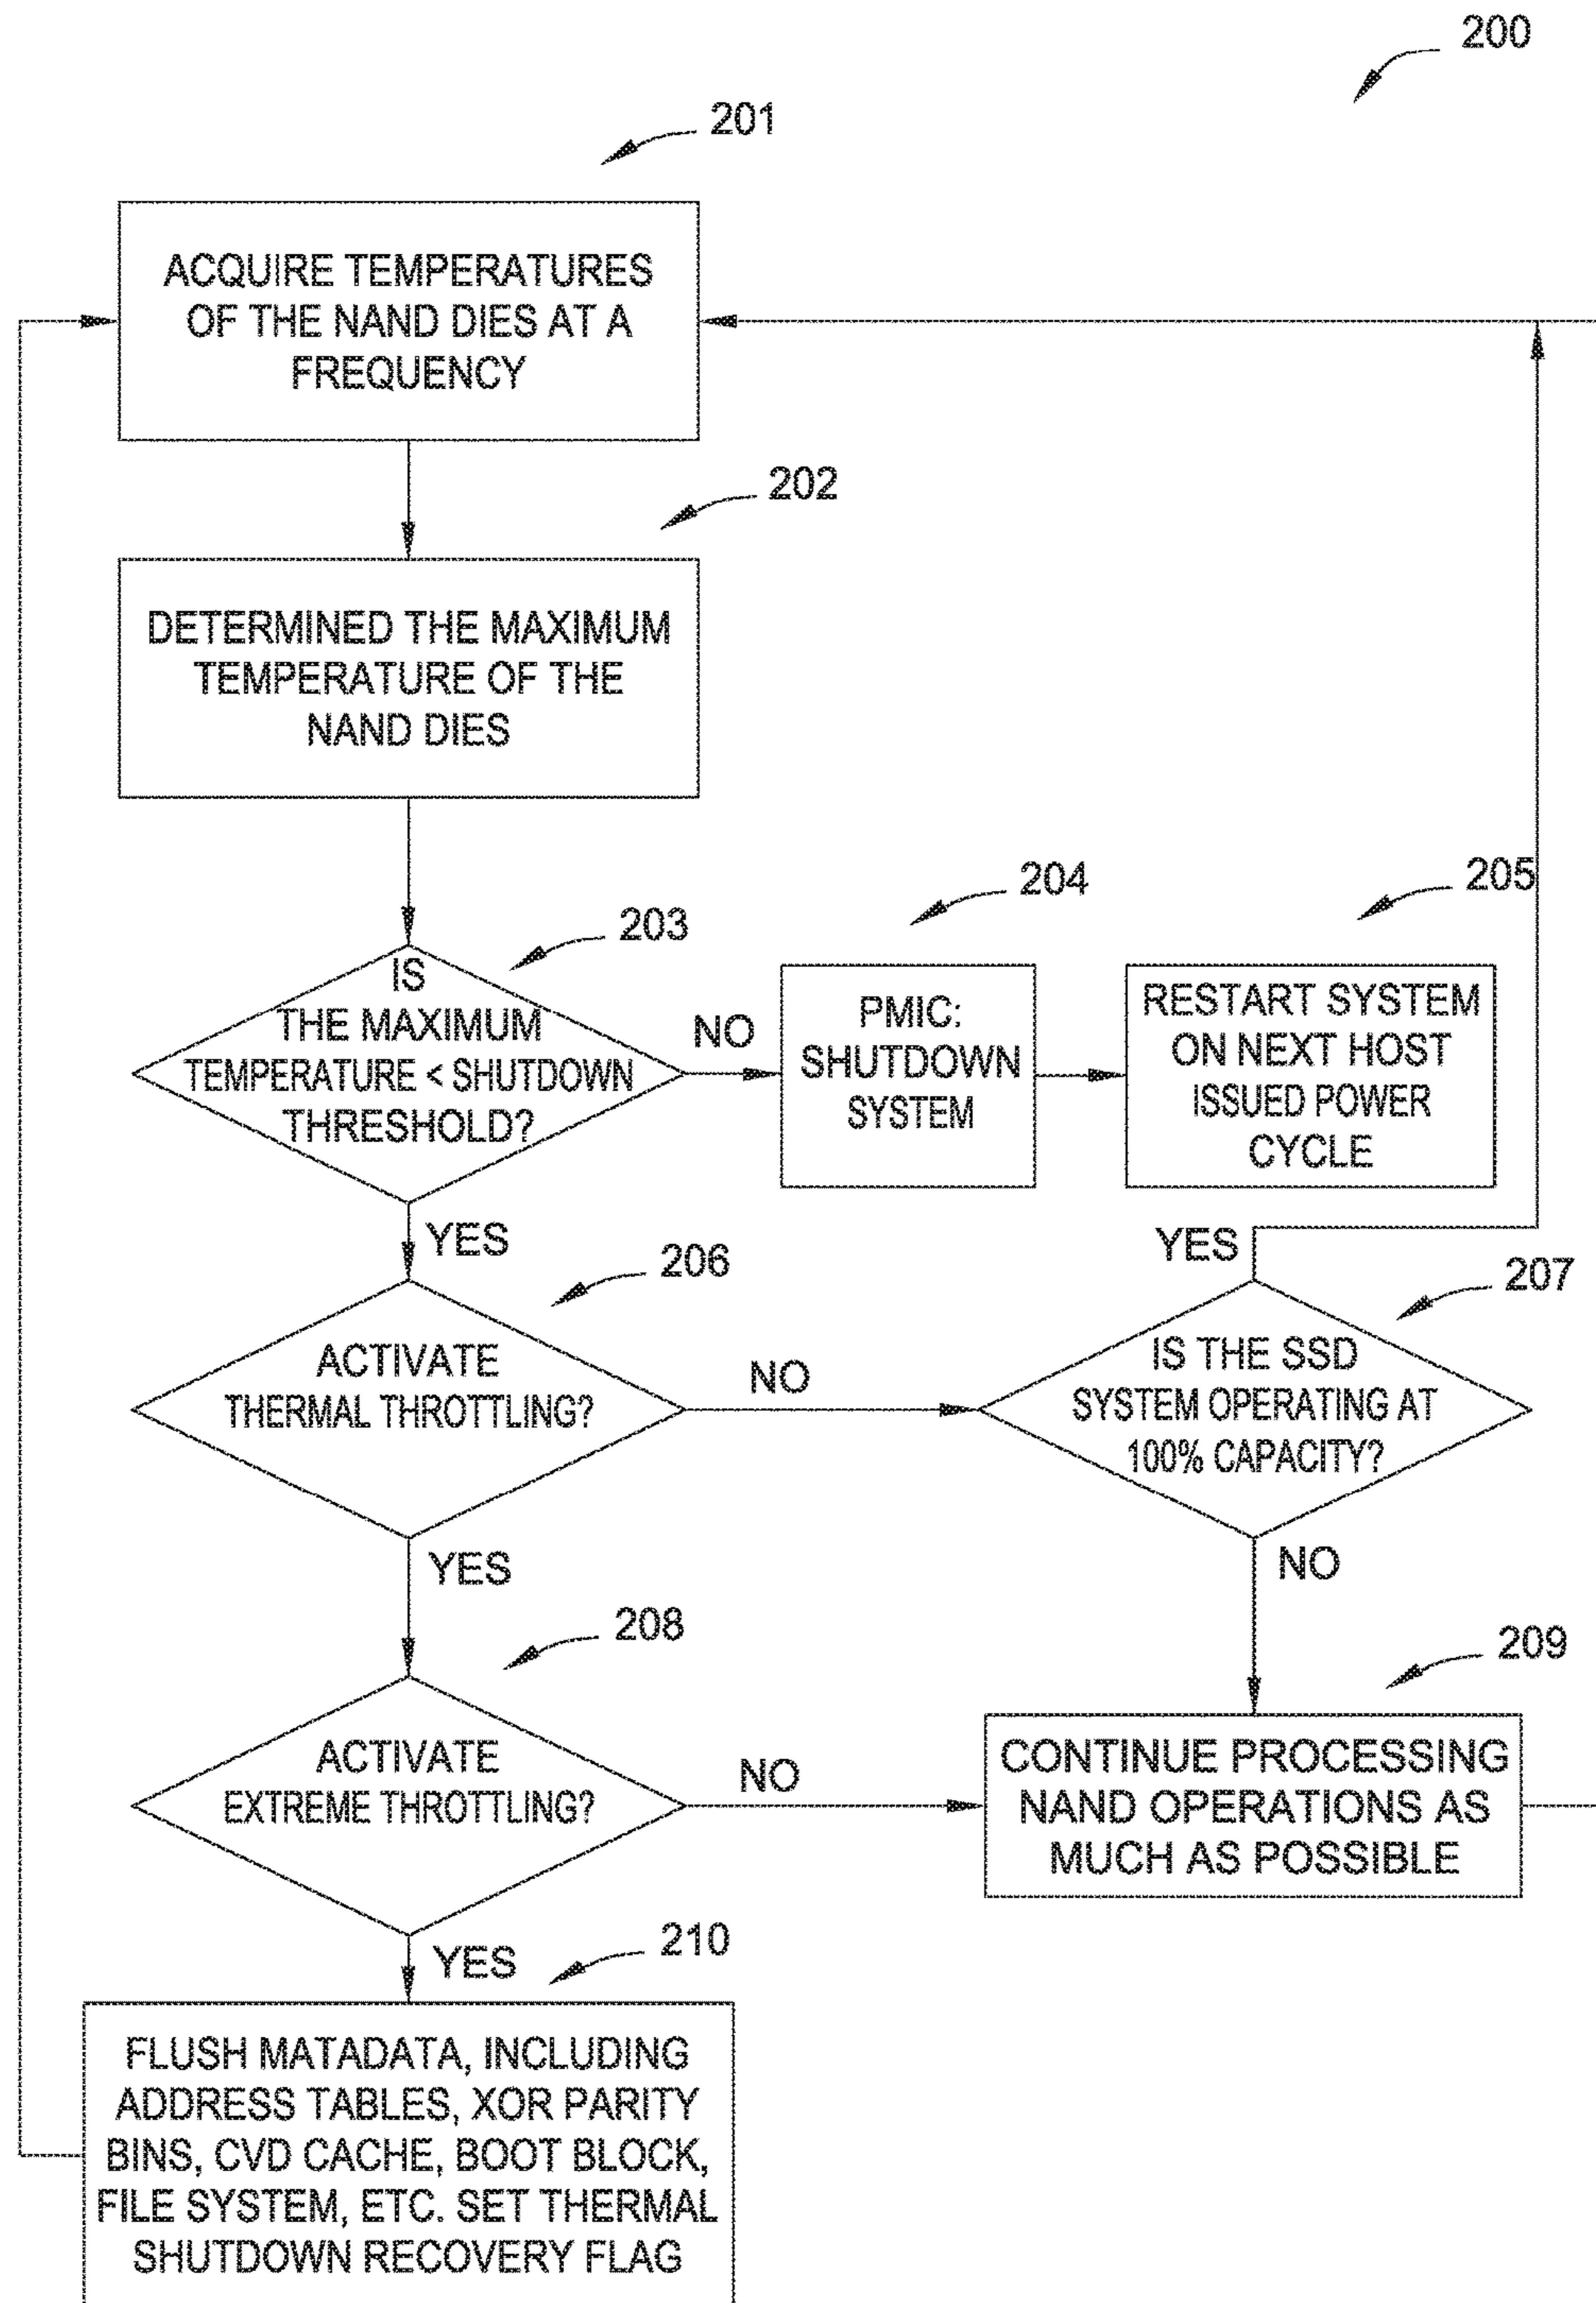 200
201
ACQUIRE TEMPERATURES
OF THE NAND DIES AT A
FREQUENCY
202
DETERMINED THE MAXIMUM
TEMPERATURE OF THE
NAND DIES
203
IS
THE MAXIMUM
TEMPERATURE < SHUTDOWN
THRESHOLD?
NO
204
PMIC:
SHUTDOWN
SYSTEM
205
RESTART SYSTEM
ON NEXT HOST
ISSUED POWER
CYCLE
YES
206
ACTIVATE
THERMAL THROTTLING?
NO
YES
207
IS THE SSD
SYSTEM OPERATING AT
100% CAPACITY?
YES
NO
208
ACTIVATE
EXTREME THROTTLING?
NO
209
CONTINUE PROCESSING
NAND OPERATIONS AS
MUCH AS POSSIBLE
YES
210
FLUSH MATADATA, INCLUDING
ADDRESS TABLES, XOR PARITY
BINS, CVD CACHE, BOOT BLOCK,
FILE SYSTEM, ETC. SET THERMAL
SHUTDOWN RECOVERY FLAG